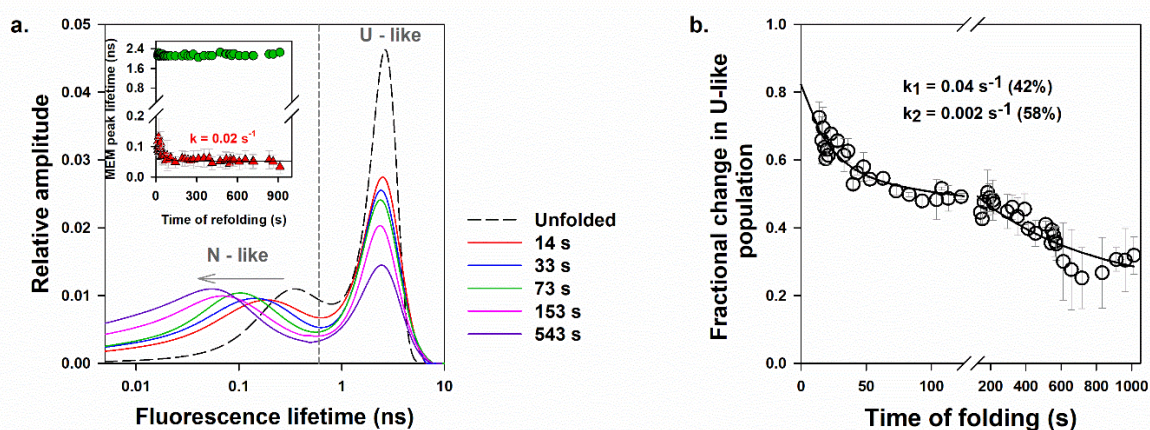 a.
Relative amplitude
0.05
0.04
0.03
0.02
0.01
0.00
0.01
0.1
1
10
Fluorescence lifetime (ns)
U - like
N - like
MEM peak lifetime (ns)
2.4
1.8
1.2
0.2
0.1
0.0
k = 0.02 s-1
0
300
600
900
Time of refolding (s)
Unfolded
14 s
33 s
73 s
153 s
543 s
b.
Fractional change in U-like
population
1.0
0.8
0.6
0.4
0.2
0.0
k1 = 0.04 s-1 (42%)
k2 = 0.002 s-1 (58%)
0
50
100
200
400
600
800
1000
Time of folding (s)